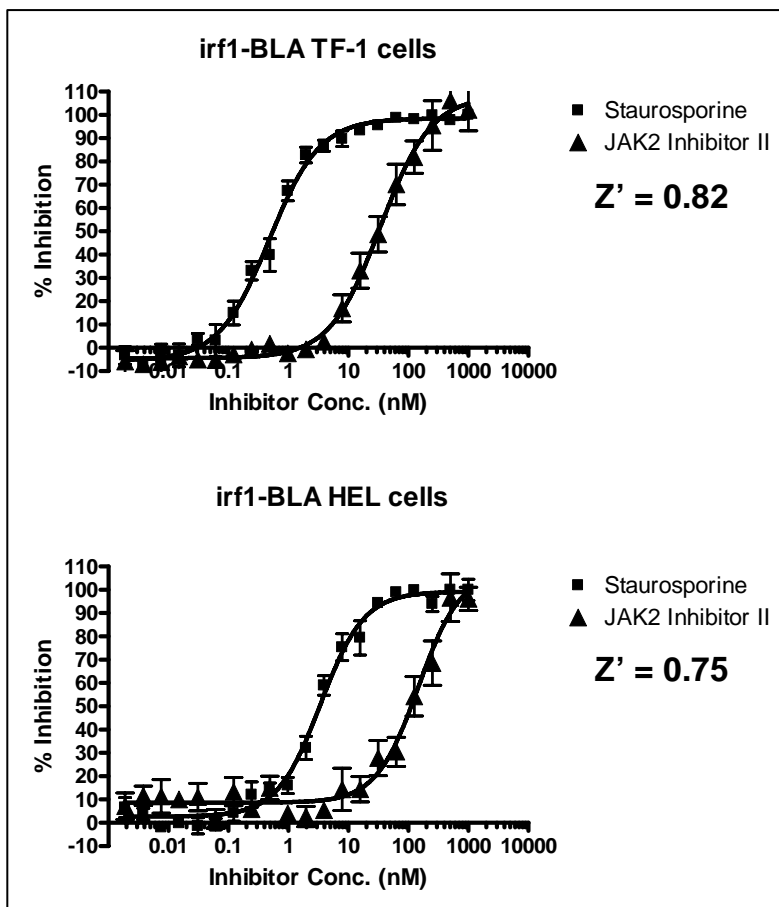 irf1-BLA TF-1 cells
110
100
90
80
70
60
50
40
30
20
10
0
-10
% Inhibition
0.01 0.1 1 10 100 1000 10000
Inhibitor Conc. (nM)
Staurosporine
JAK2 Inhibitor II
Z’ = 0.82
irf1-BLA HEL cells
110
100
90
80
70
60
50
40
30
20
10
0
-10
% Inhibition
0.01 0.1 1 10 100 1000 10000
Inhibitor Conc. (nM)
Staurosporine
JAK2 Inhibitor II
Z’ = 0.75